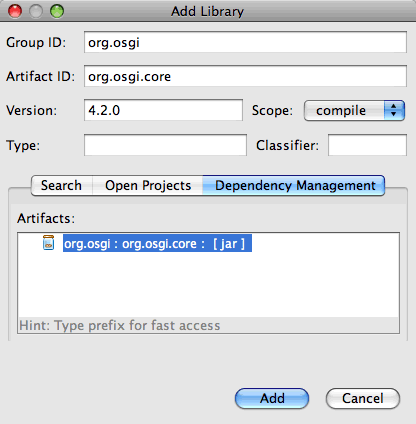 Add Library
Group ID: org.osgi
Artifact ID: org.osgi.core
Version: 4.2.0 Scope: compile
Type: Classifier:
Search Open Projects Dependency Management
Artifacts:
org.osgi : org.osgi.core : [ jar ]
Hint: Type prefix for fast access
Add Cancel